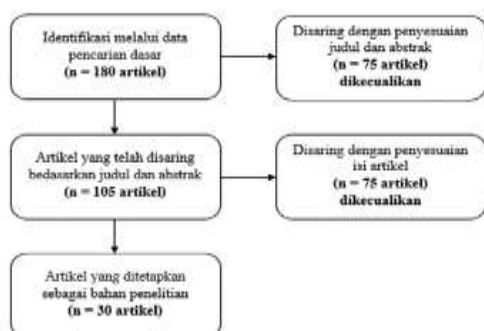 Identifikasi melalui data
pencarian dasar
(n = 180 artikel)
Disaring dengan penyesuaian
judul dan abstrak
(n = 75 artikel)
dikecualikan
Artikel yang telah disaring
bedasarkan judul dan abstrak
(n = 105 artikel)
Disaring dengan penyesuaian
isi artikel
(n = 75 artikel)
dikecualikan
Artikel yang ditetapkan
sebagai bahan penelitian
(n = 30 artikel)